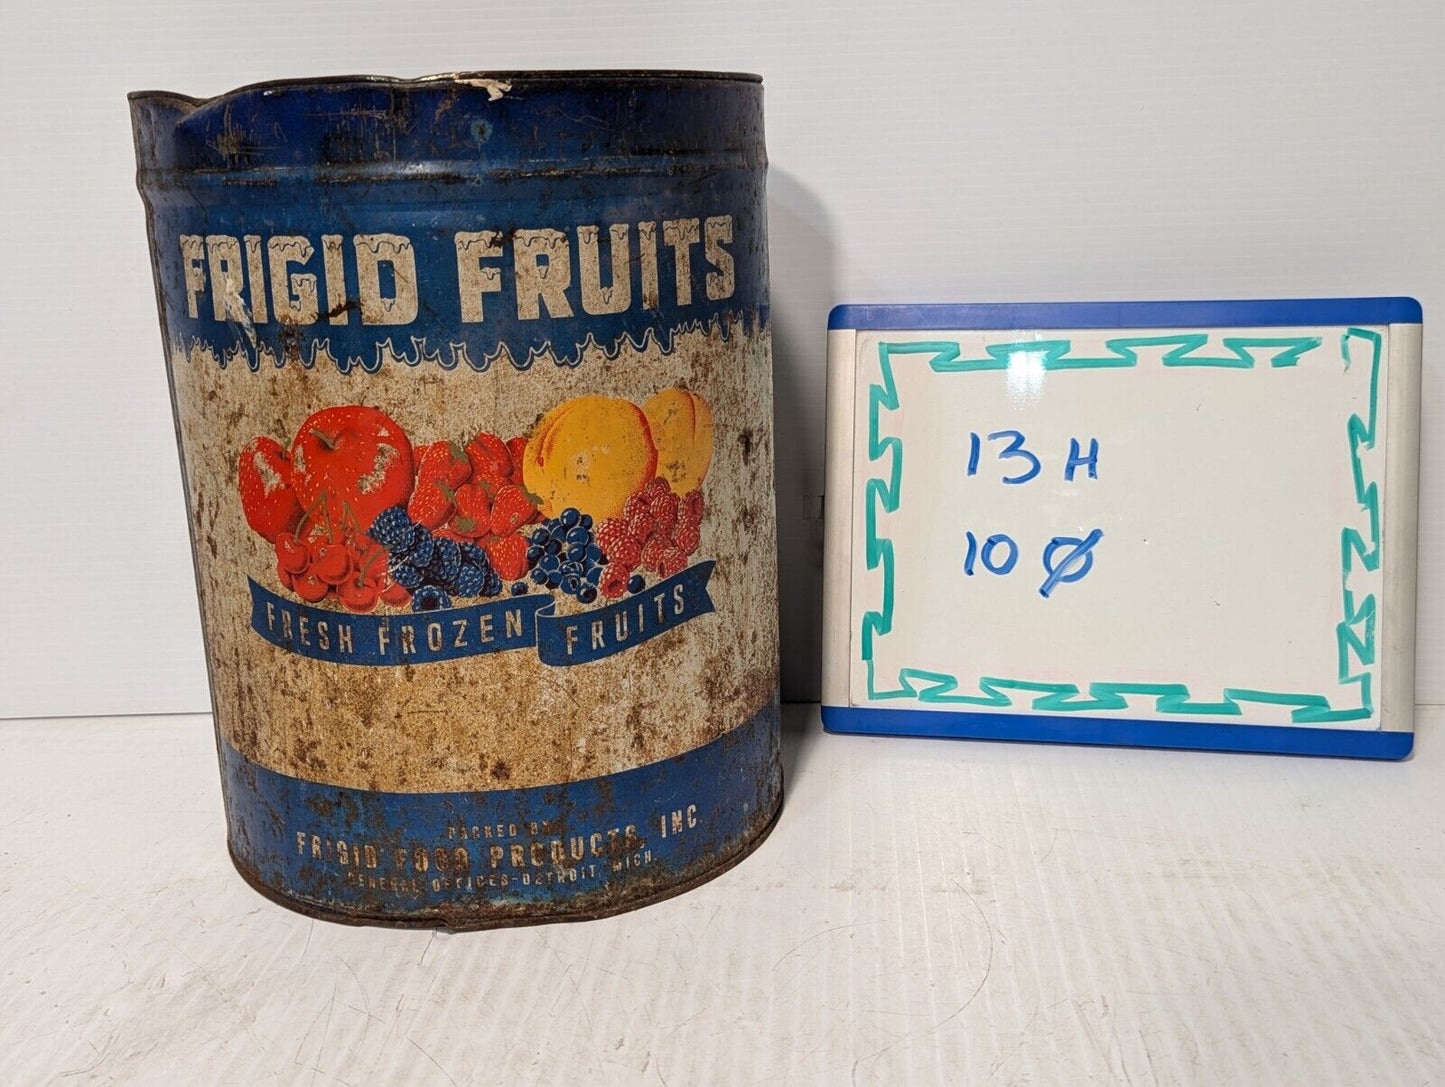 FRIGID FRUITS
FRESH FROZEN FRUITS
PACKED BY
FRIGID FOOD PRODUCTS, INC.
GENERAL OFFICES-DETROIT, MICH.
13 H
10 Ø